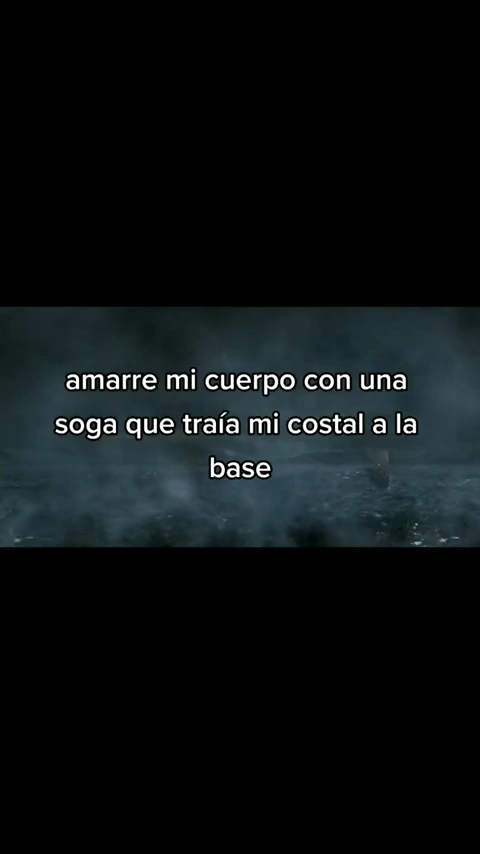 amarre mi cuerpo con una
soga que traía mi costal a la
base